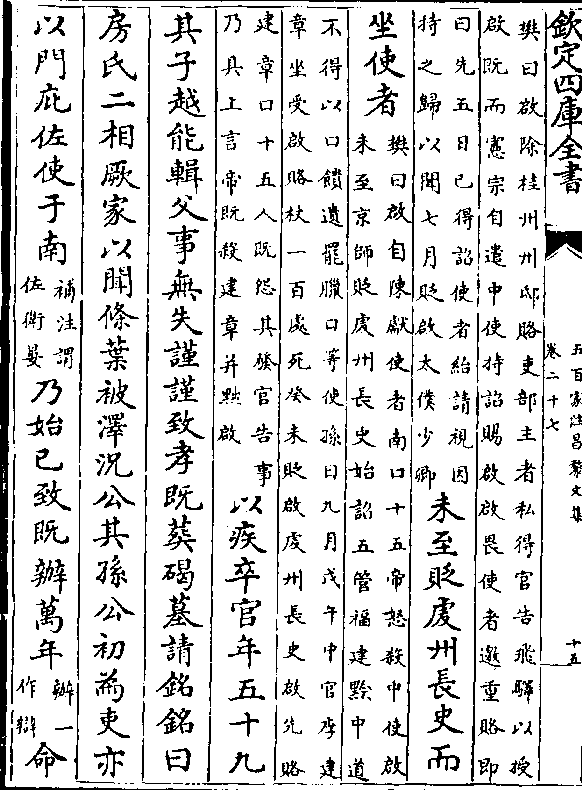 欽定四庫全書
五百家注昌黎文集
卷二十七
十五
樊曰啟除桂州州邸賂吏部主者私得官告飛驛以授
啟既而憲宗自遣中使持詔賜啟啟畏使者邀重賂即
曰先五日已得詔使者紿請視因
持之歸以聞七月貶啟太僕少卿
未至貶虔州長史而
坐使者
樊曰啟自陳獻使者南口十五帝怒殺中使啟
未至京師貶虔州長史始詔五管福建黔中道
不得以口饋遺罷臘口等使孫曰九月戊午中官李建
章坐受啟賂杖一百處死癸未貶啟虔州長史啟先賂
建章口十五人既怨其發官告事
乃具上言帝既殺建章并黜啟
以疾卒官年五十九
其子越能輯父事無失謹謹致孝既葬碣墓請銘銘曰
房氏二相厥家以聞條葉被澤況公其孫公初為吏亦
以門庇佐使于南
補注謂
佐衛晏
乃始已致既辦萬年
辦一
作辯
命